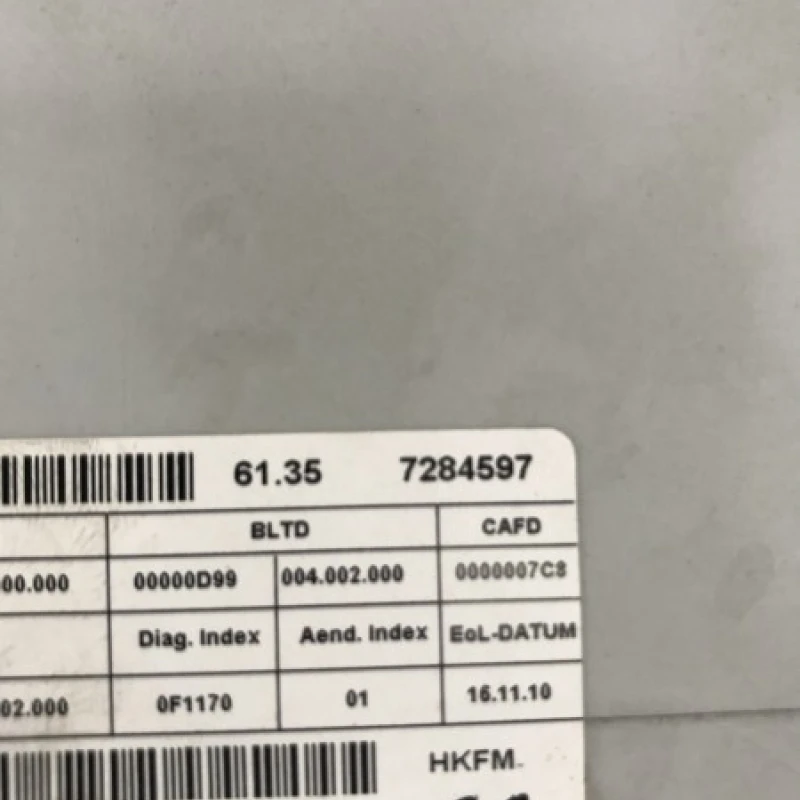 61.35 7284597
BLTD CAFD
00.000 00000D99 004.002.000 0000007C8
Diag. Index Aend. Index EoL-DATUM
02.000 0F1170 01 16.11.10
HKFM.